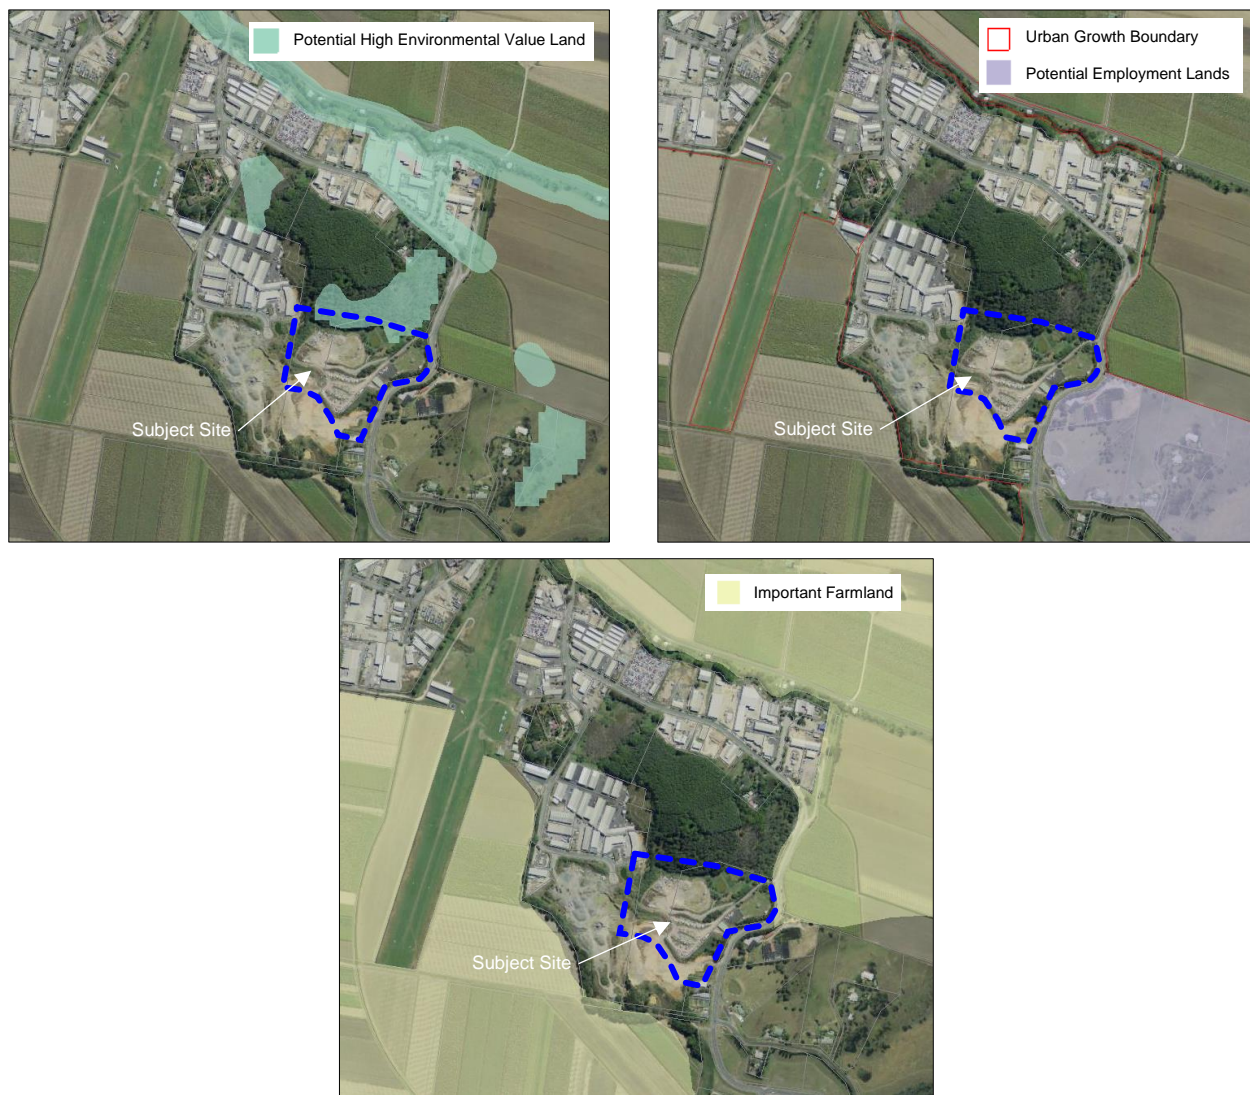 Potential High Environmental Value Land
Subject Site
Urban Growth Boundary
Potential Employment Lands
Subject Site
Important Farmland
Subject Site